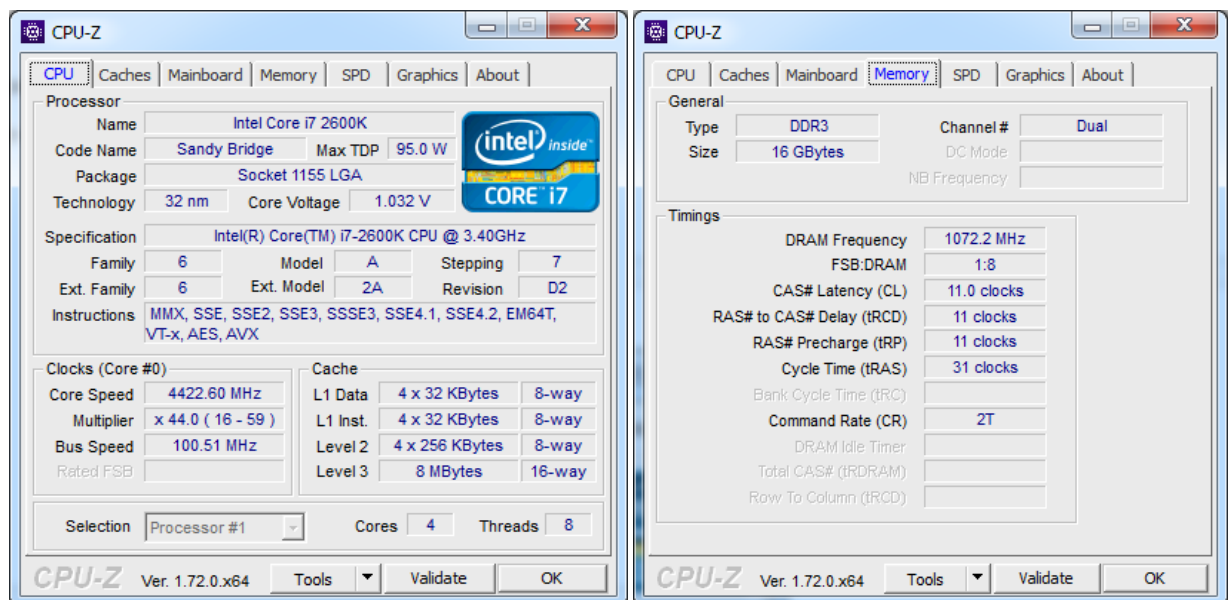 CPU-Z
CPU Caches Mainboard Memory SPD Graphics About
Processor
Name Intel Core i7 2600K
Code Name Sandy Bridge Max TDP 95.0 W
Package Socket 1155 LGA
Technology 32 nm Core Voltage 1.032 V
intel inside™
CORE™ i7
Specification Intel(R) Core(TM) i7-2600K CPU @ 3.40GHz
Family 6 Model A Stepping 7
Ext. Family 6 Ext. Model 2A Revision D2
Instructions MMX, SSE, SSE2, SSE3, SSSE3, SSE4.1, SSE4.2, EM64T,
VT-x, AES, AVX
Clocks (Core #0)
Core Speed 4422.60 MHz
Multiplier x 44.0 ( 16 - 59 )
Bus Speed 100.51 MHz
Rated FSB
Cache
L1 Data 4 x 32 KBytes 8-way
L1 Inst. 4 x 32 KBytes 8-way
Level 2 4 x 256 KBytes 8-way
Level 3 8 MBytes 16-way
Selection Processor #1 Cores 4 Threads 8
CPU-Z Ver. 1.72.0.x64 Tools Validate OK
CPU-Z
CPU Caches Mainboard Memory SPD Graphics About
General
Type DDR3 Channel # Dual
Size 16 GBytes DC Mode
NB Frequency
Timings
DRAM Frequency 1072.2 MHz
FSB:DRAM 1:8
CAS# Latency (CL) 11.0 clocks
RAS# to CAS# Delay (tRCD) 11 clocks
RAS# Precharge (tRP) 11 clocks
Cycle Time (tRAS) 31 clocks
Bank Cycle Time (tRC)
Command Rate (CR) 2T
DRAM Idle Timer
Total CAS# (tRDRAM)
Row To Column (tRCD)
CPU-Z Ver. 1.72.0.x64 Tools Validate OK